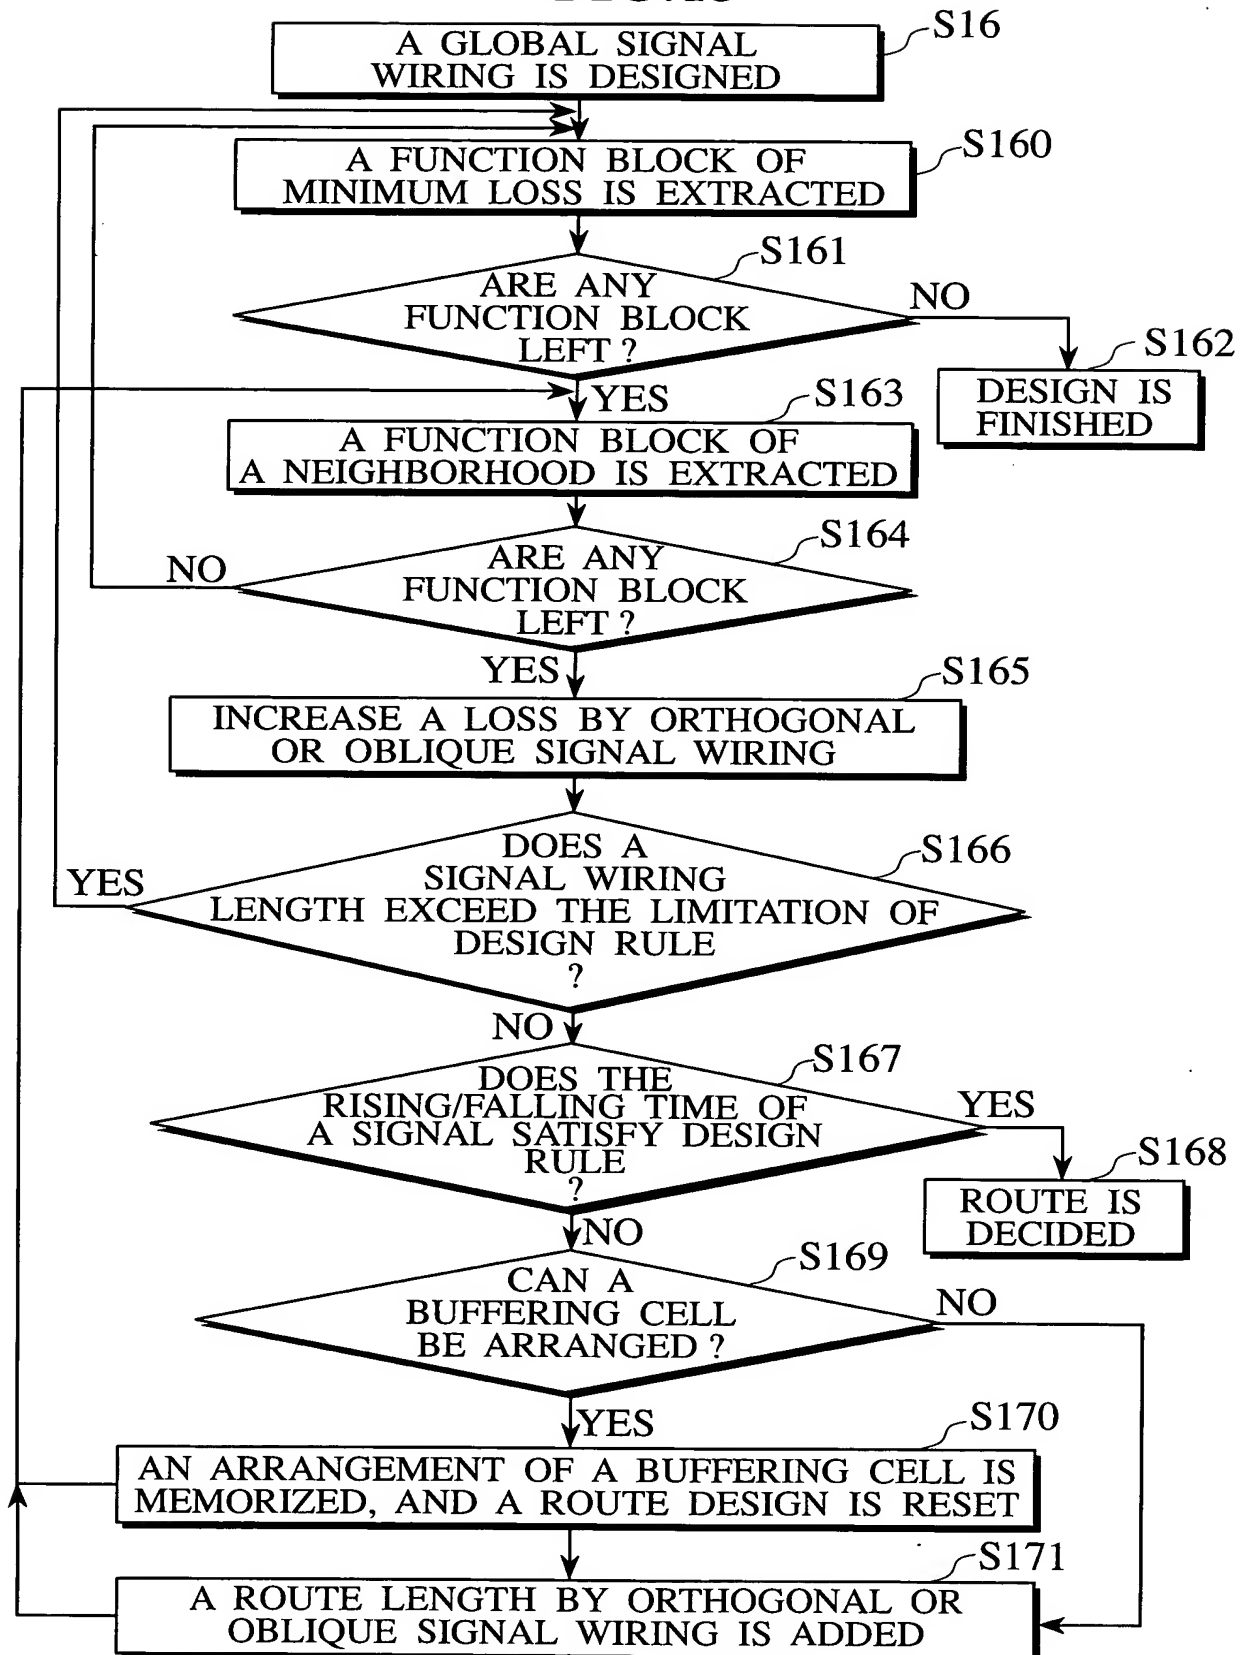 A GLOBAL SIGNAL
WIRING IS DESIGNED
S16
A FUNCTION BLOCK OF
MINIMUM LOSS IS EXTRACTED
S160
S161
ARE ANY
FUNCTION BLOCK
LEFT ?
NO
S162
DESIGN IS
FINISHED
YES
S163
A FUNCTION BLOCK OF
A NEIGHBORHOOD IS EXTRACTED
S164
ARE ANY
FUNCTION BLOCK
LEFT ?
NO
YES
S165
INCREASE A LOSS BY ORTHOGONAL
OR OBLIQUE SIGNAL WIRING
S166
DOES A
SIGNAL WIRING
LENGTH EXCEED THE LIMITATION OF
DESIGN RULE
?
YES
NO
S167
DOES THE
RISING/FALLING TIME OF
A SIGNAL SATISFY DESIGN
RULE
?
YES
S168
ROUTE IS
DECIDED
NO
S169
CAN A
BUFFERING CELL
BE ARRANGED ?
NO
YES
S170
AN ARRANGEMENT OF A BUFFERING CELL IS
MEMORIZED, AND A ROUTE DESIGN IS RESET
S171
A ROUTE LENGTH BY ORTHOGONAL OR
OBLIQUE SIGNAL WIRING IS ADDED